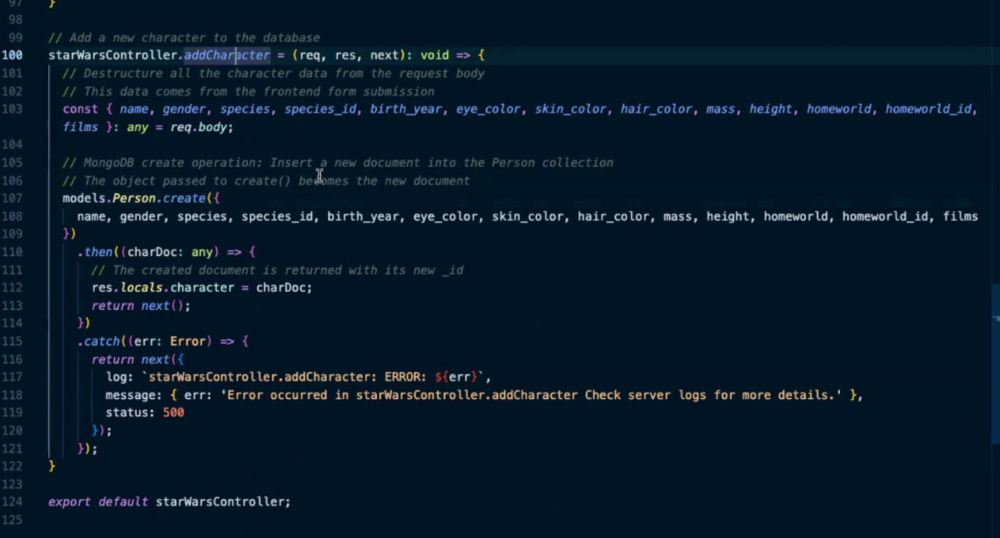 97 }
98
99 // Add a new character to the database
100 starWarsController.addCharacter = (req, res, next): void => {
101 // Destructure all the character data from the request body
102 // This data comes from the frontend form submission
103 const { name, gender, species, species_id, birth_year, eye_color, skin_color, hair_color, mass, height, homeworld, homeworld_id,
films }: any = req.body;
104
105 // MongoDB create operation: Insert a new document into the Person collection
106 // The object passed to create() becomes the new document
107 models.Person.create({
108 name, gender, species, species_id, birth_year, eye_color, skin_color, hair_color, mass, height, homeworld, homeworld_id, films
109 })
110 .then((charDoc: any) => {
111 // The created document is returned with its new _id
112 res.locals.character = charDoc;
113 return next();
114 })
115 .catch((err: Error) => {
116 return next({
117 log: `starWarsController.addCharacter: ERROR: ${err}`,
118 message: { err: 'Error occurred in starWarsController.addCharacter Check server logs for more details.' },
119 status: 500
120 });
121 });
122 }
123
124 export default starWarsController;
125